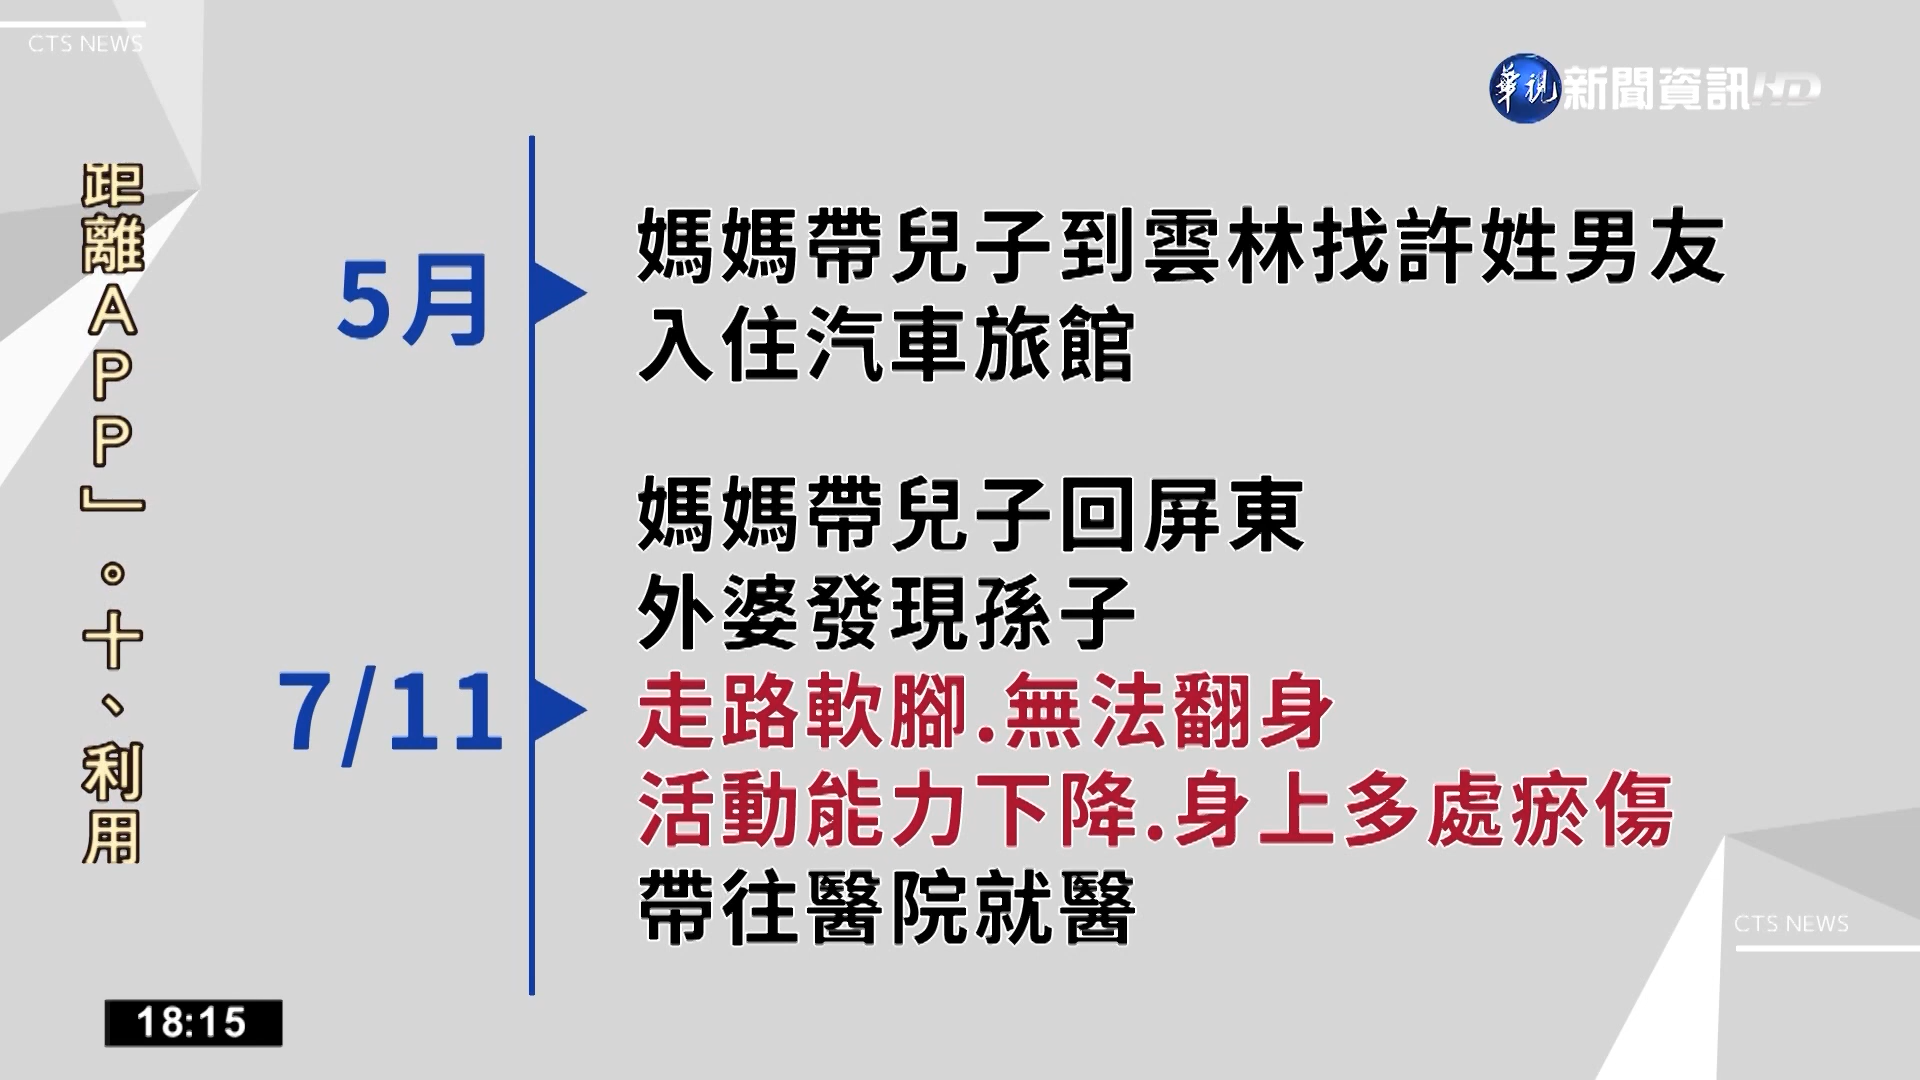 CTS NEWS
華視新聞資訊HD
距離APP」。十、利用
5月
媽媽帶兒子到雲林找許姓男友
入住汽車旅館
7/11
媽媽帶兒子回屏東
外婆發現孫子
走路軟腳.無法翻身
活動能力下降.身上多處瘀傷
帶往醫院就醫
CTS NEWS
18:15